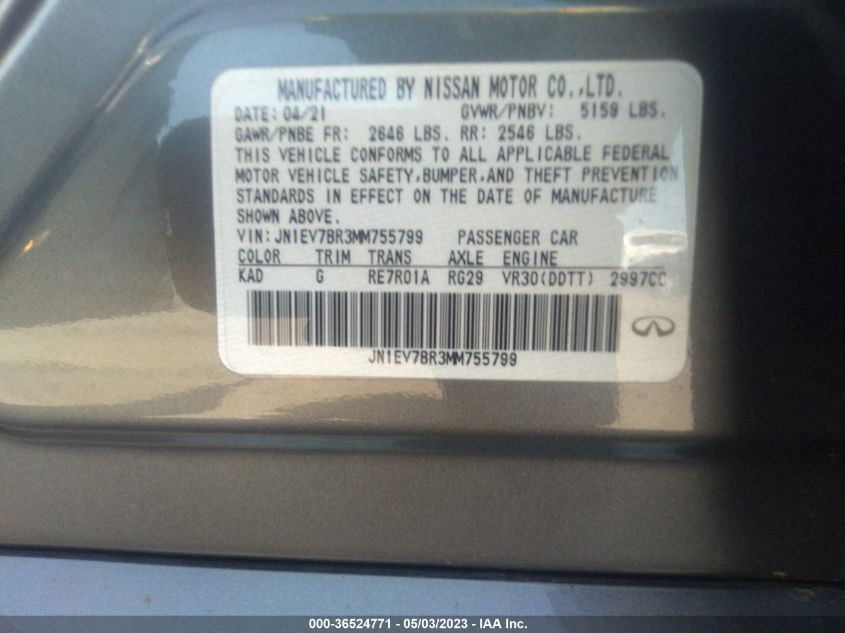 MANUFACTURED BY NISSAN MOTOR CO.,LTD.
DATE: 04/21 GVWR/PNBV: 5159 LBS.
GAWR/PNBE FR: 2646 LBS. RR: 2546 LBS.
THIS VEHICLE CONFORMS TO ALL APPLICABLE FEDERAL
MOTOR VEHICLE SAFETY,BUMPER,AND THEFT PREVENTION
STANDARDS IN EFFECT ON THE DATE OF MANUFACTURE
SHOWN ABOVE.
VIN:JN1EV7BR3MM755799 PASSENGER CAR
COLOR TRIM TRANS AXLE ENGINE
KAD G RE7R01A RG29 VR30(DDTT) 2997CC
JN1EV7BR3MM755799
000-36524771 - 05/03/2023 - IAA Inc.